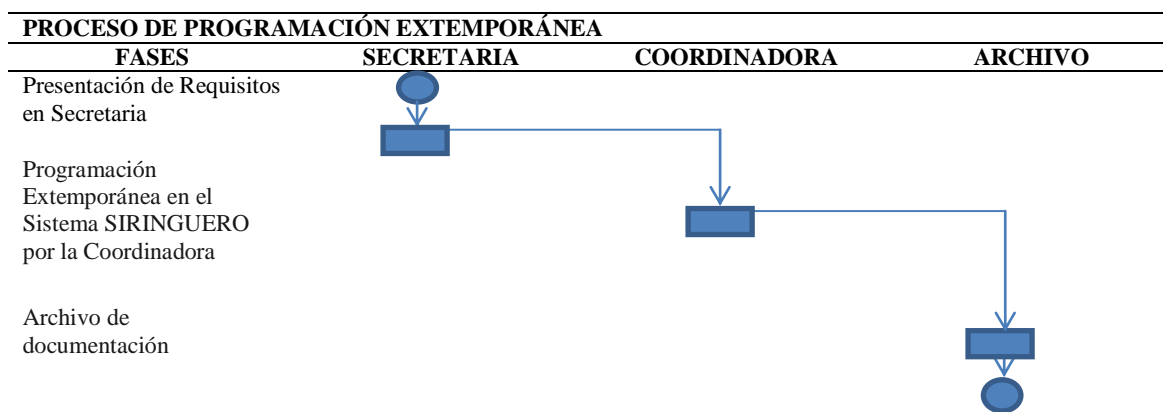 PROCESO DE PROGRAMACIÓN EXTEMPORÁNEA
FASES SECRETARIA COORDINADORA ARCHIVO
Presentación de Requisitos
en Secretaria
Programación
Extemporánea en el
Sistema SIRINGUERO
por la Coordinadora
Archivo de
documentación